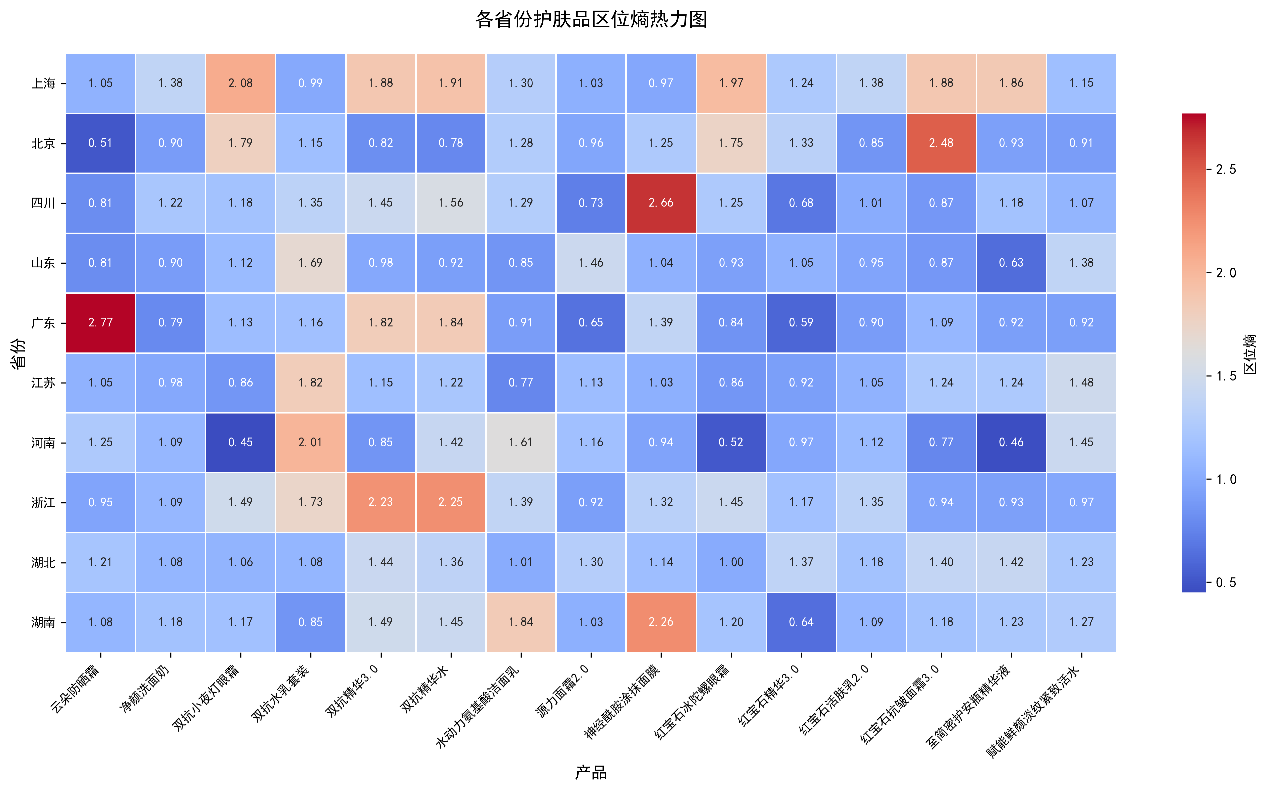 各省份护肤品区位熵热力图
上海 1.05 1.38 2.08 0.99 1.88 1.91 1.30 1.03 0.97 1.97 1.24 1.38 1.88 1.86 1.15
北京 0.51 0.90 1.79 1.15 0.82 0.78 1.28 0.96 1.25 1.75 1.33 0.85 2.48 0.93 0.91
四川 0.81 1.22 1.18 1.35 1.45 1.56 1.29 0.73 2.66 1.25 0.68 1.01 0.87 1.18 1.07
山东 0.81 0.90 1.12 1.69 0.98 0.92 0.85 1.46 1.04 0.93 1.05 0.95 0.87 0.63 1.38
广东 2.77 0.79 1.13 1.16 1.82 1.84 0.91 0.65 1.39 0.84 0.59 0.90 1.09 0.92 0.92
江苏 1.05 0.98 0.86 1.82 1.15 1.22 0.77 1.13 1.03 0.86 0.92 1.05 1.24 1.24 1.48
河南 1.25 1.09 0.45 2.01 0.85 1.42 1.61 1.16 0.94 0.52 0.97 1.12 0.77 0.46 1.45
浙江 0.95 1.09 1.49 1.73 2.23 2.25 1.39 0.92 1.32 1.45 1.17 1.35 0.94 0.93 0.97
湖北 1.21 1.08 1.06 1.08 1.44 1.36 1.01 1.30 1.14 1.00 1.37 1.18 1.40 1.42 1.23
湖南 1.08 1.18 1.17 0.85 1.49 1.45 1.84 1.03 2.26 1.20 0.64 1.09 1.18 1.23 1.27
省份
云朵防晒霜
净颜洗面奶
双抗小夜灯眼霜
双抗水乳套装
双抗精华3.0
双抗精华水
水动力氨基酸洁面乳
源力面霜2.0
神经酰胺涂抹面膜
红宝石冰陀螺眼霜
红宝石精华3.0
红宝石活肤乳2.0
红宝石抗皱面霜3.0
至简密护安瓶精华液
赋能鲜颜淡纹紧致活水
产品
2.5
2.0
1.5
1.0
0.5
区位熵